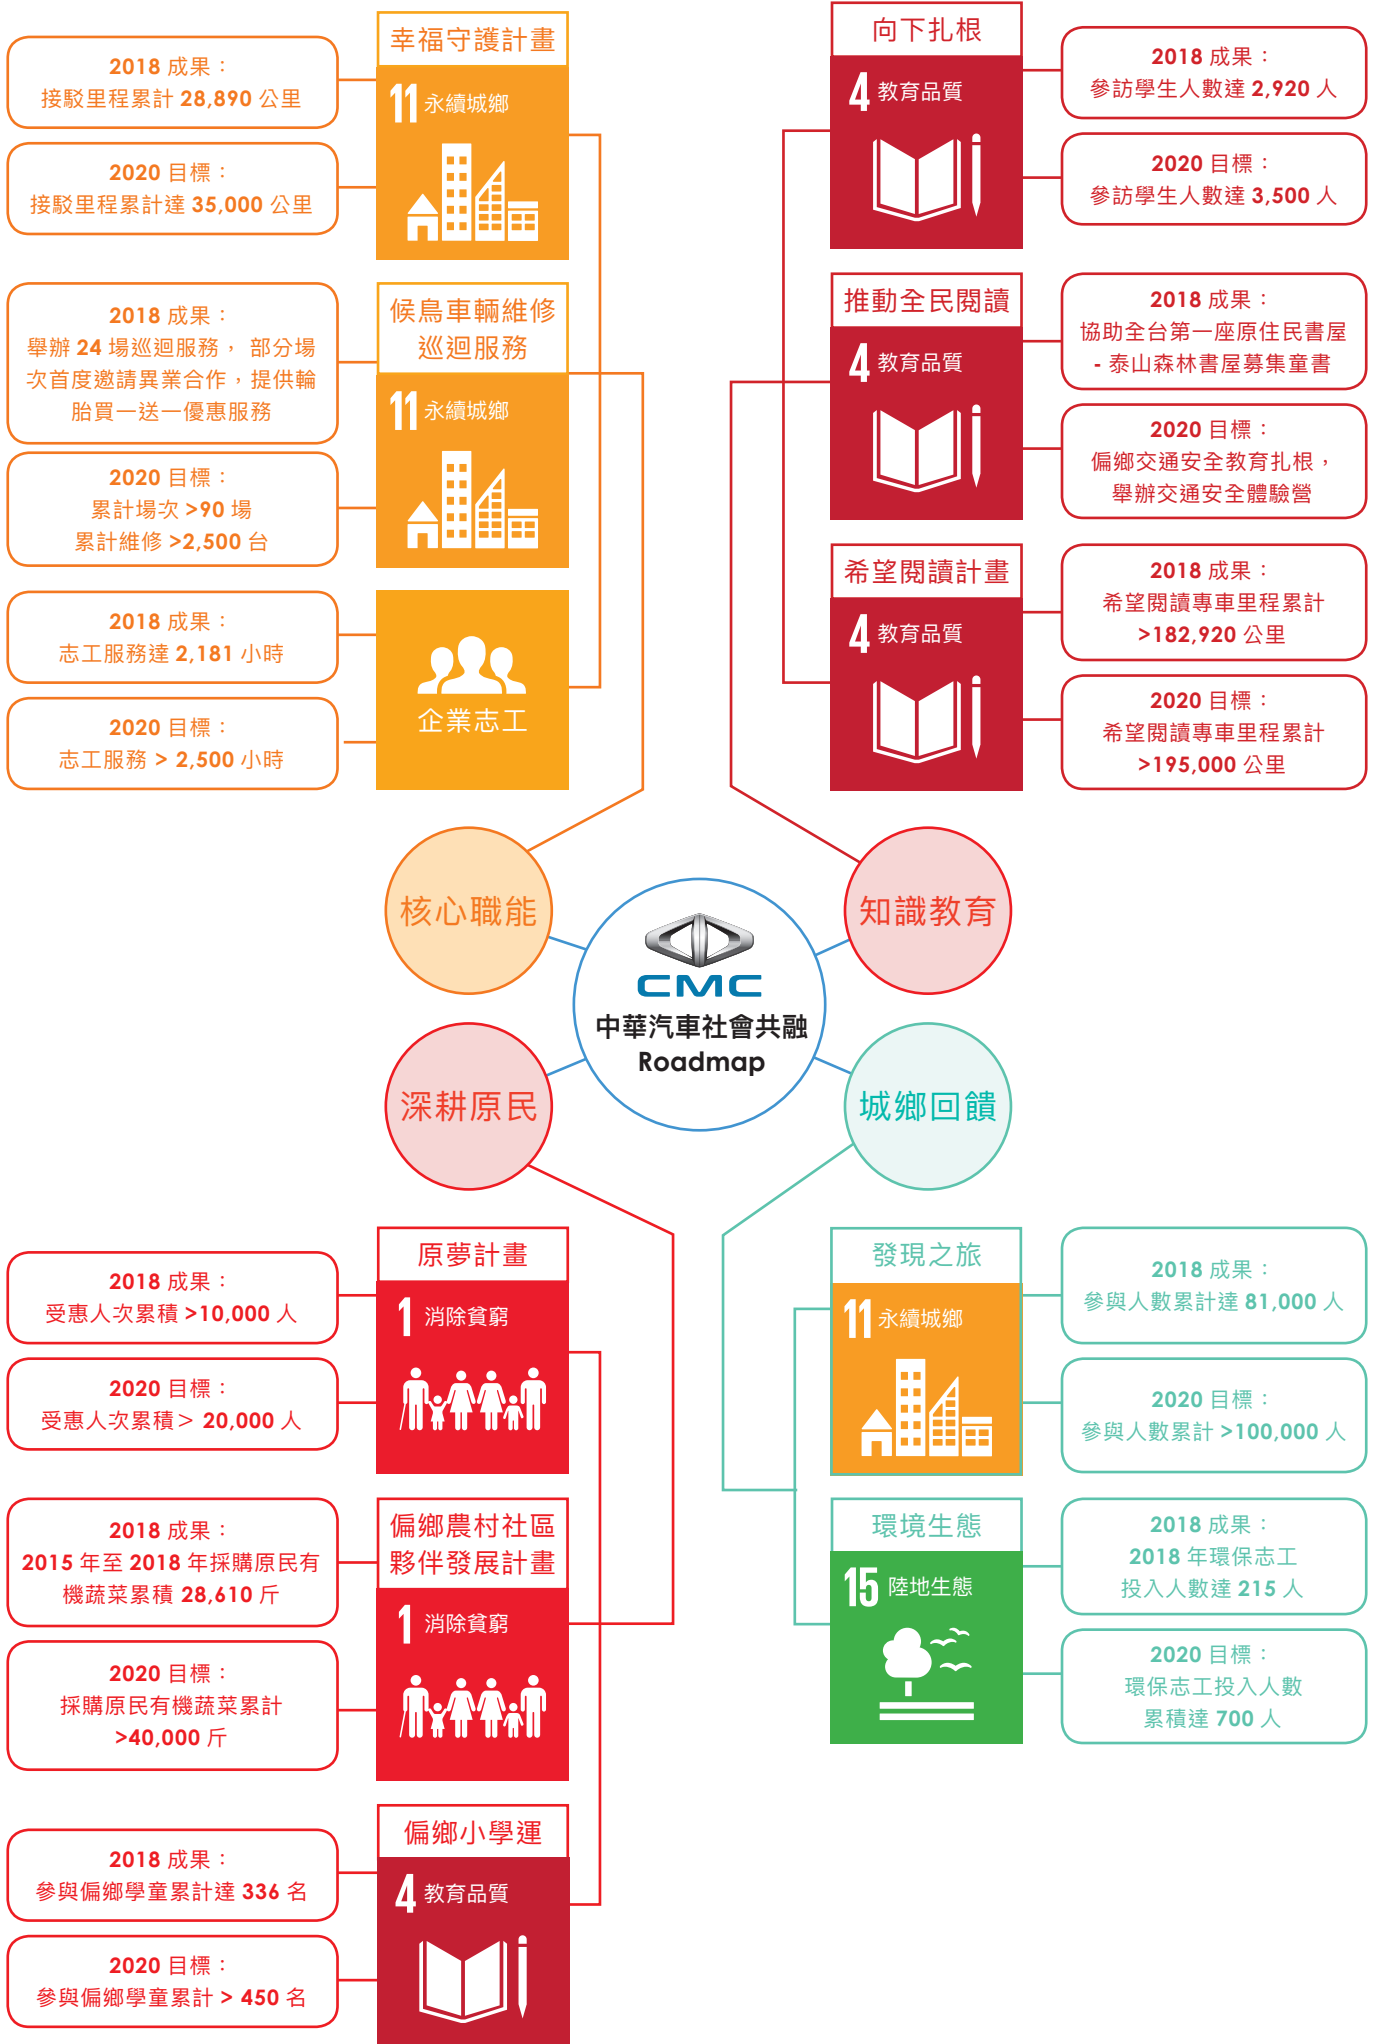 幸福守護計畫
11 永續城鄉
2018 成果：
接駁里程累計 28,890 公里
2020 目標：
接駁里程累計達 35,000 公里
候鳥車輛維修
巡迴服務
11 永續城鄉
2018 成果：
舉辦 24 場巡迴服務， 部分場
次首度邀請異業合作，提供輪
胎買一送一優惠服務
2020 目標：
累計場次 >90 場
累計維修 >2,500 台
企業志工
2018 成果：
志工服務達 2,181 小時
2020 目標：
志工服務 > 2,500 小時
向下扎根
4 教育品質
2018 成果：
參訪學生人數達 2,920 人
2020 目標：
參訪學生人數達 3,500 人
推動全民閱讀
4 教育品質
2018 成果：
協助全台第一座原住民書屋
- 泰山森林書屋募集童書
2020 目標：
偏鄉交通安全教育扎根，
舉辦交通安全體驗營
希望閱讀計畫
4 教育品質
2018 成果：
希望閱讀專車里程累計
>182,920 公里
2020 目標：
希望閱讀專車里程累計
>195,000 公里
核心職能
知識教育
CMC
中華汽車社會共融
Roadmap
深耕原民
城鄉回饋
原夢計畫
1 消除貧窮
2018 成果：
受惠人次累積 >10,000 人
2020 目標：
受惠人次累積＞ 20,000 人
偏鄉農村社區
夥伴發展計畫
1 消除貧窮
2018 成果：
2015 年至 2018 年採購原民有
機蔬菜累積 28,610 斤
2020 目標：
採購原民有機蔬菜累計
>40,000 斤
偏鄉小學運
4 教育品質
2018 成果：
參與偏鄉學童累計達 336 名
2020 目標：
參與偏鄉學童累計 > 450 名
發現之旅
11 永續城鄉
2018 成果：
參與人數累計達 81,000 人
2020 目標：
參與人數累計 >100,000 人
環境生態
15 陸地生態
2018 成果：
2018 年環保志工
投入人數達 215 人
2020 目標：
環保志工投入人數
累積達 700 人